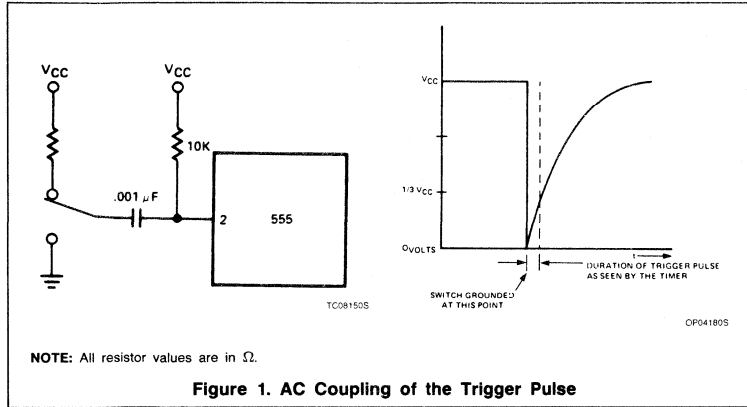 VCC
VCC
10K
.001 μF
2
555
TC08150S
VCC
1/3 VCC
0VOLTS
t
DURATION OF TRIGGER PULSE
AS SEEN BY THE TIMER
SWITCH GROUNDED
AT THIS POINT
OP04180S
NOTE: All resistor values are in Ω.
Figure 1. AC Coupling of the Trigger Pulse